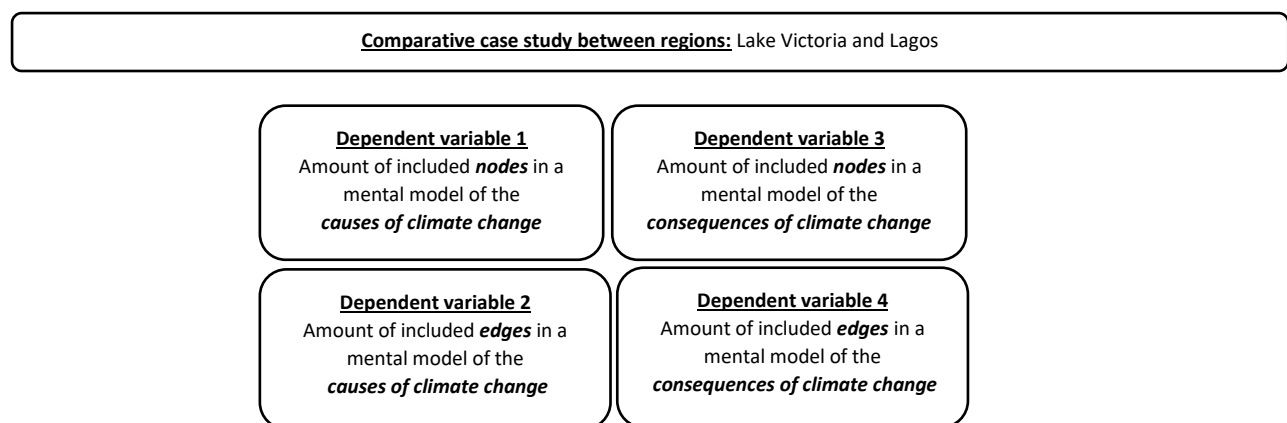 Comparative case study between regions: Lake Victoria and Lagos
Dependent variable 1
Amount of included nodes in a
mental model of the
causes of climate change
Dependent variable 3
Amount of included nodes in a
mental model of the
consequences of climate change
Dependent variable 2
Amount of included edges in a
mental model of the
causes of climate change
Dependent variable 4
Amount of included edges in a
mental model of the
consequences of climate change